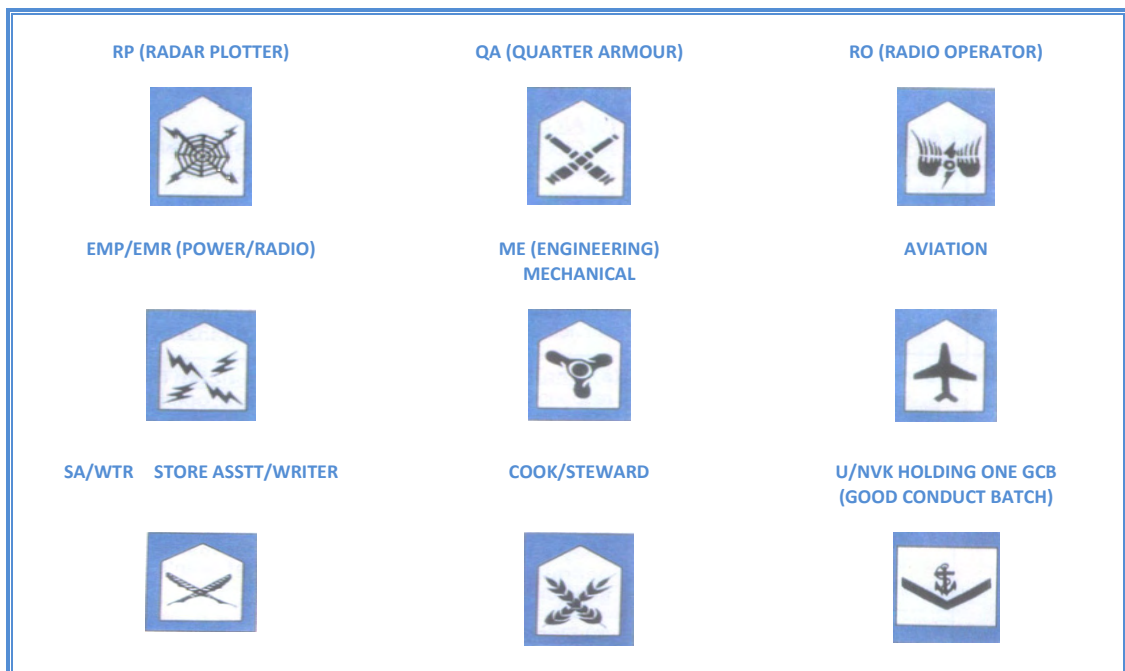 RP (RADAR PLOTTER)
QA (QUARTER ARMOUR)
RO (RADIO OPERATOR)
EMP/EMR (POWER/RADIO)
ME (ENGINEERING)
MECHANICAL
AVIATION
SA/WTR STORE ASSTT/WRITER
COOK/STEWARD
U/NVK HOLDING ONE GCB
(GOOD CONDUCT BATCH)